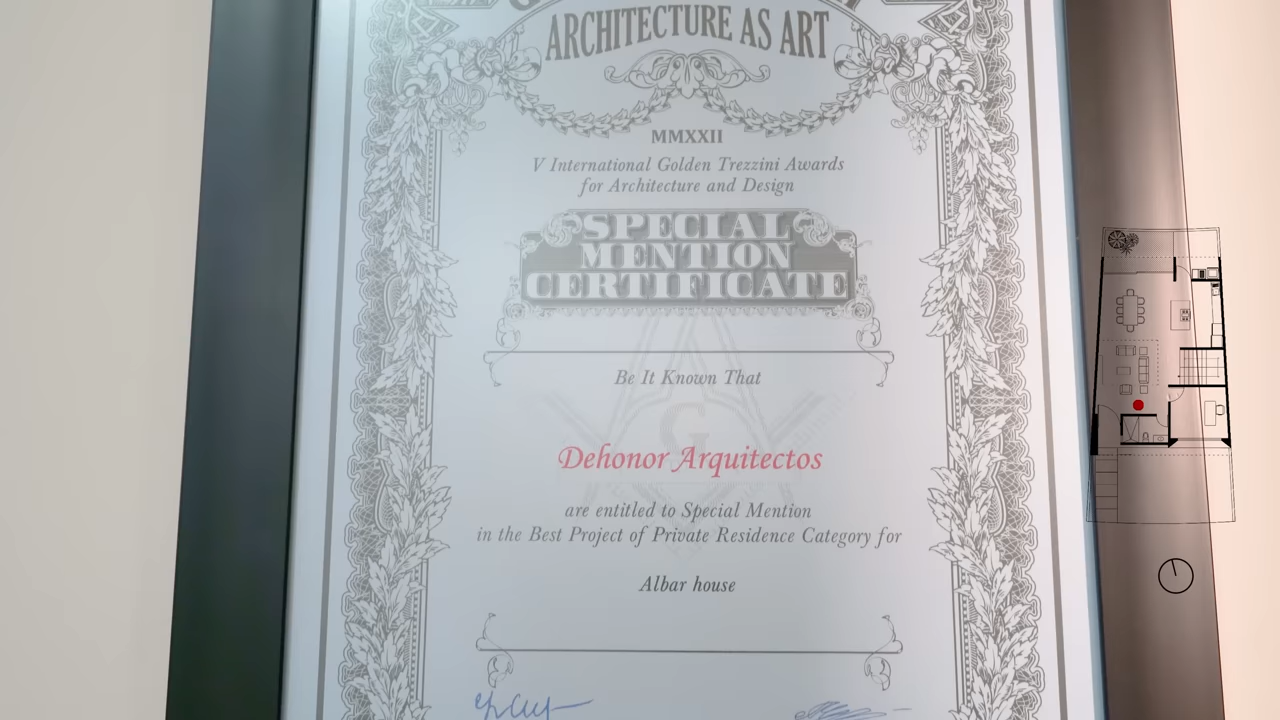 ARCHITECTURE AS ART
MMXXII
V International Golden Trezzini Awards
for Architecture and Design
SPECIAL
MENTION
CERTIFICATE
Be It Known That
G
Dehonor Arquitectos
are entitled to Special Mention
in the Best Project of Private Residence Category for
Albar house